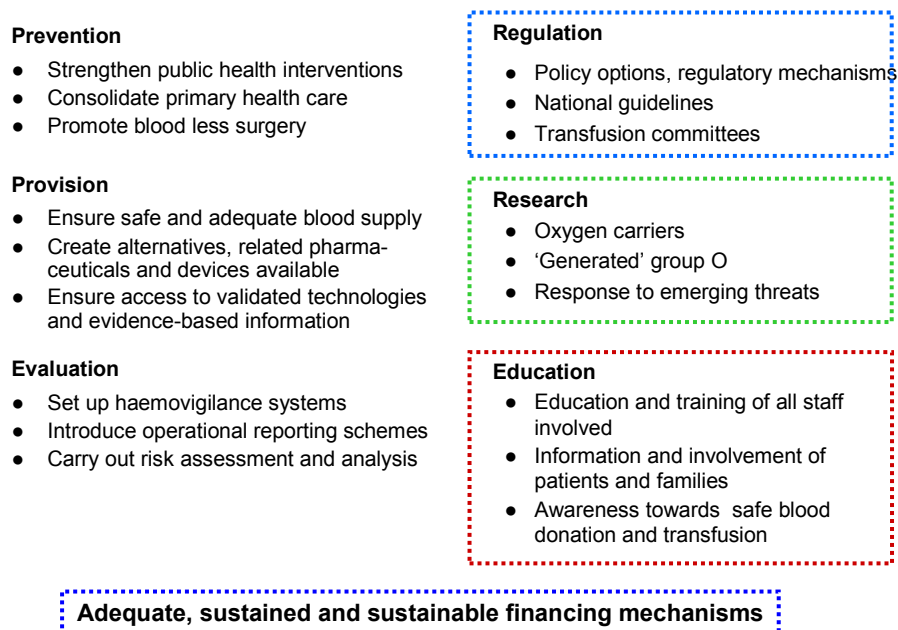 Prevention
● Strengthen public health interventions
● Consolidate primary health care
● Promote blood less surgery
Provision
● Ensure safe and adequate blood supply
● Create alternatives, related pharma-
ceuticals and devices available
● Ensure access to validated technologies
and evidence-based information
Evaluation
● Set up haemovigilance systems
● Introduce operational reporting schemes
● Carry out risk assessment and analysis
Regulation
● Policy options, regulatory mechanisms
● National guidelines
● Transfusion committees
Research
● Oxygen carriers
● ‘Generated’ group O
● Response to emerging threats
Education
● Education and training of all staff
involved
● Information and involvement of
patients and families
● Awareness towards safe blood
donation and transfusion
Adequate, sustained and sustainable financing mechanisms